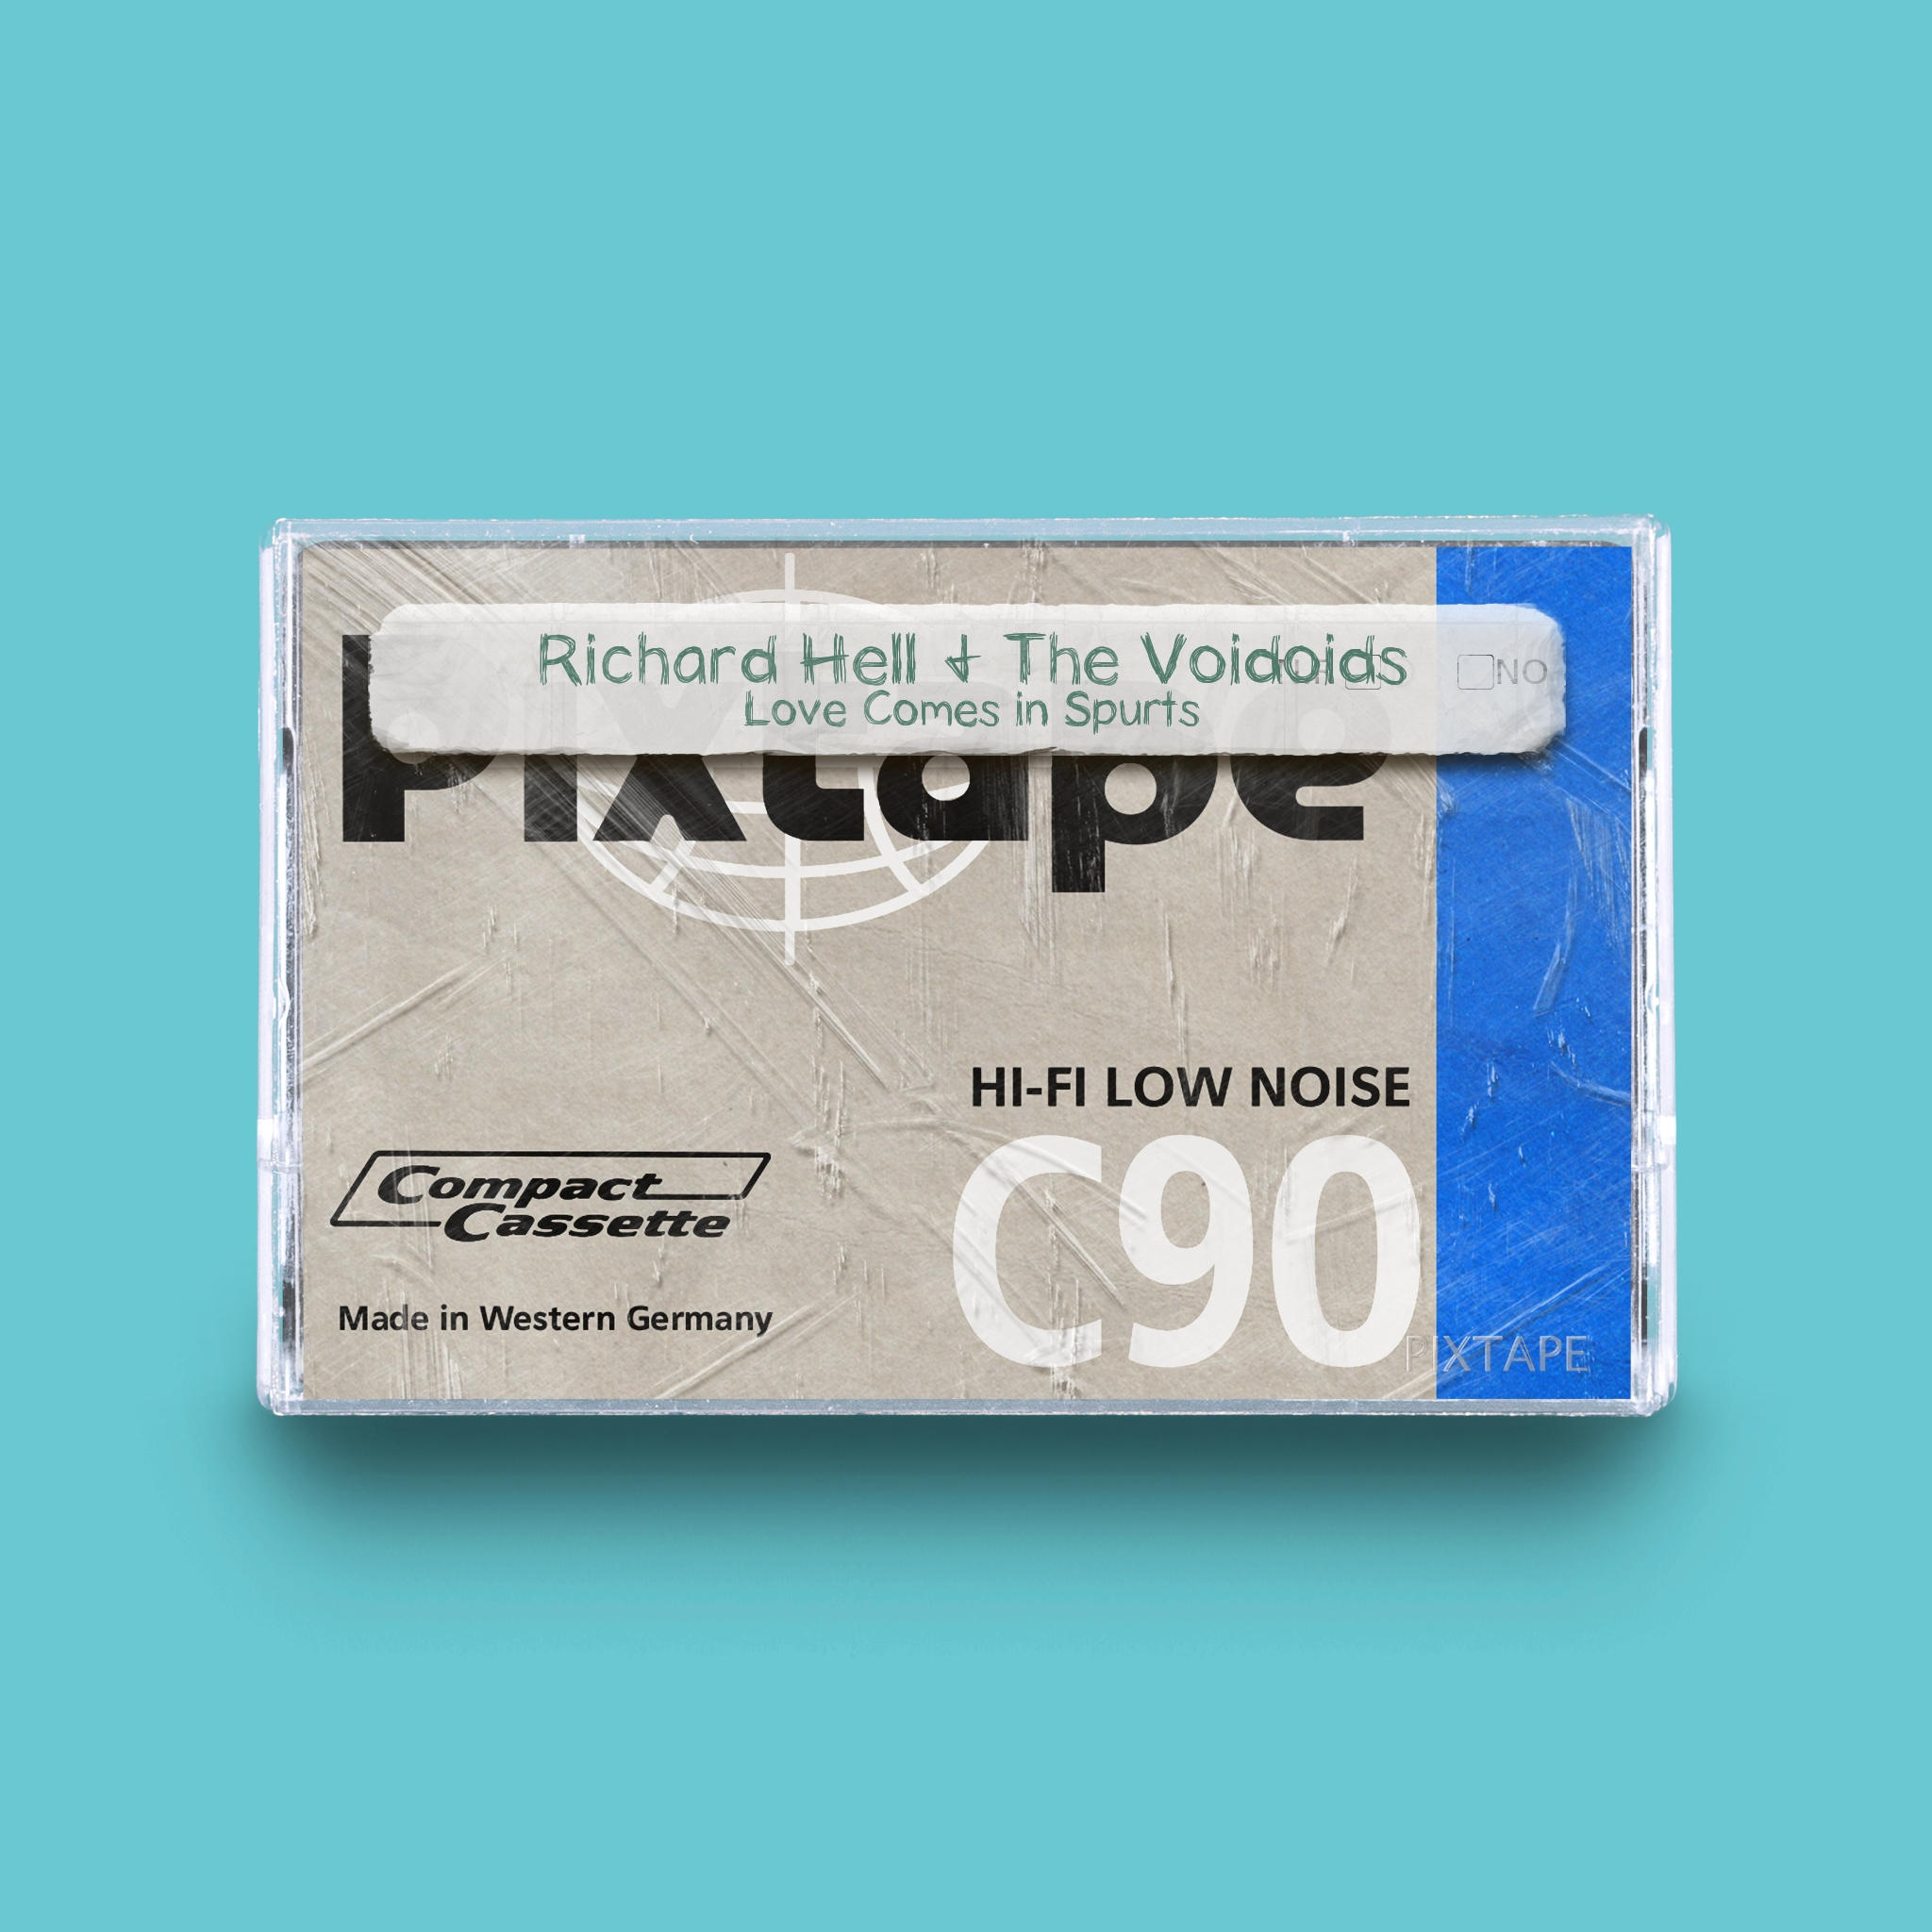 Richard Hell & The Voidoids
NO
Love Comes in Spurts
Pixtape
HI-FI LOW NOISE
C90
Compact
Cassette
Made in Western Germany
PIXTAPE